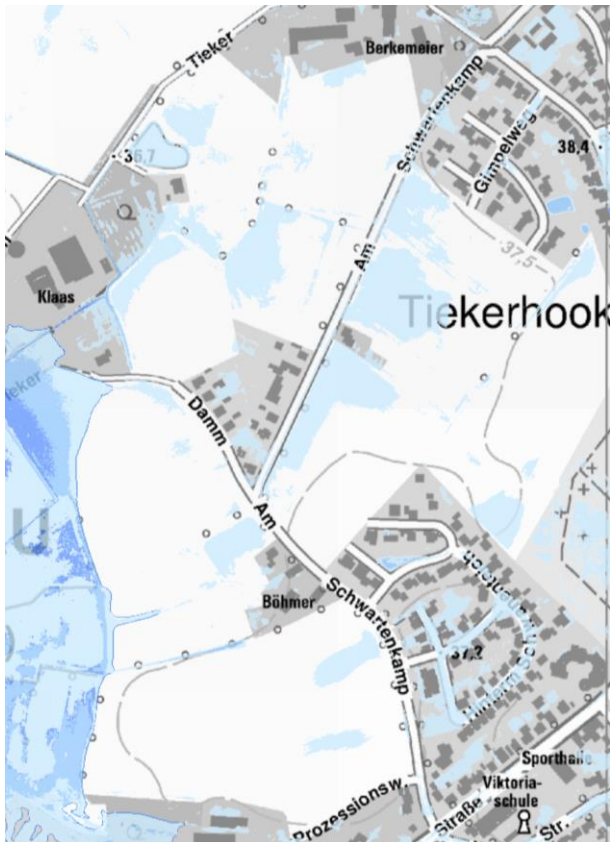 Tieker
Berkemeier
Schwartenkamp
Gimpelweg
38,4
36,7
Am
37,5
Klaas
Tiekerhook
Damm
Am
Schwartenkamp
Böhmer
37,2
Sporthalle
Viktoria-
schule
Prozessionsw.
Straße
Str.